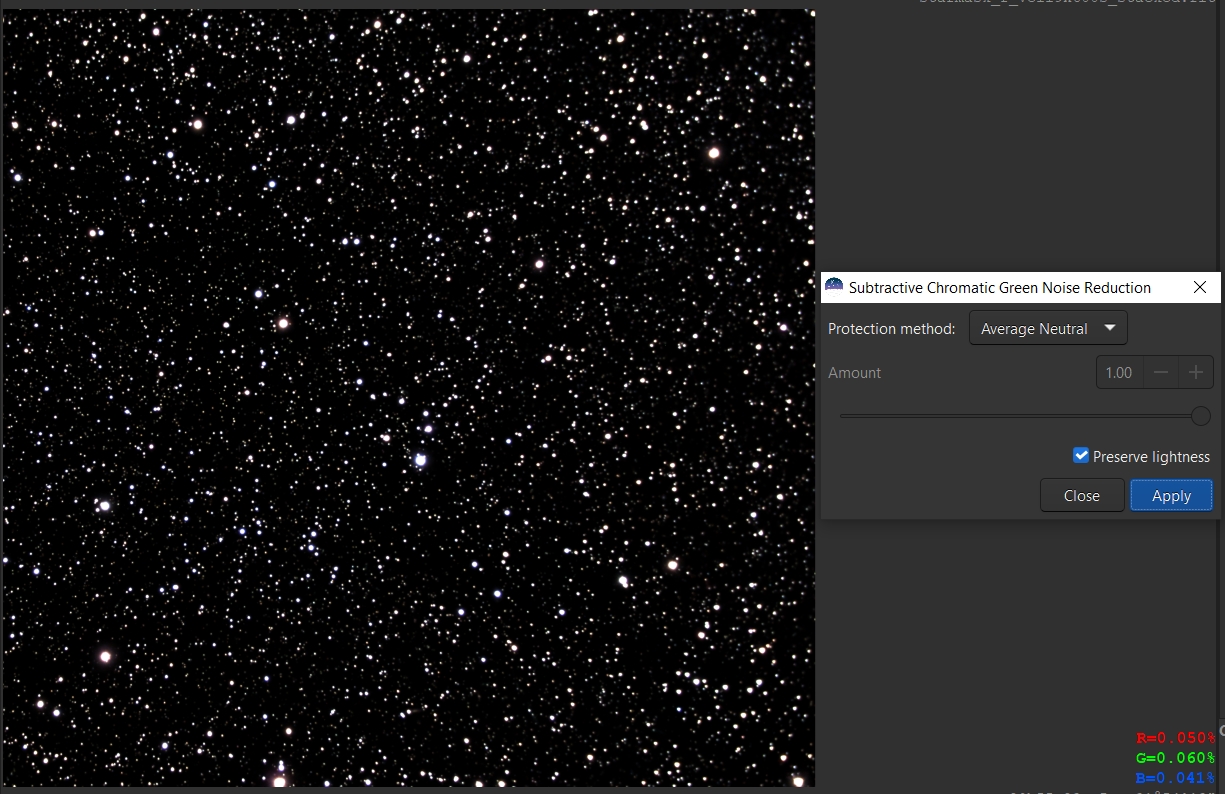 Subtractive Chromatic Green Noise Reduction
Protection method: Average Neutral
Amount 1.00
Preserve lightness
Close Apply
R=0.050%
G=0.060%
B=0.041%